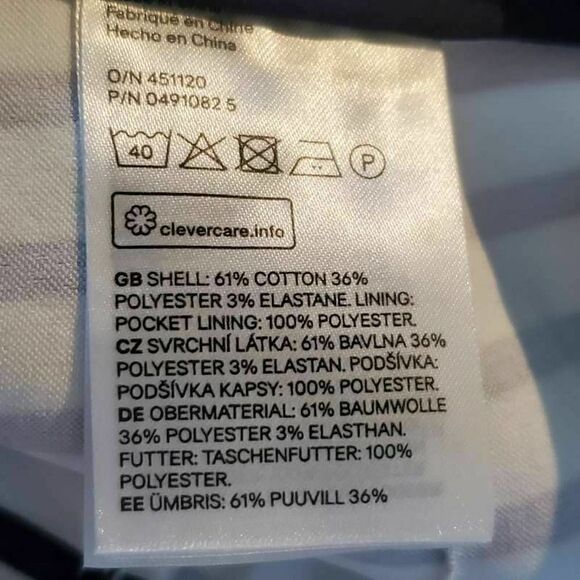 Fabriqué en Chine
Hecho en China
O/N 451120
P/N 0491082 5
40
P
clevercare.info
GB SHELL: 61% COTTON 36%
POLYESTER 3% ELASTANE. LINING:
POCKET LINING: 100% POLYESTER.
CZ SVRCHNÍ LÁTKA: 61% BAVLNA 36%
POLYESTER 3% ELASTAN. PODŠÍVKA:
PODŠÍVKA KAPSY: 100% POLYESTER.
DE OBERMATERIAL: 61% BAUMWOLLE
36% POLYESTER 3% ELASTHAN.
FUTTER: TASCHENFUTTER: 100%
POLYESTER.
EE ÜMBRIS: 61% PUUVILL 36%